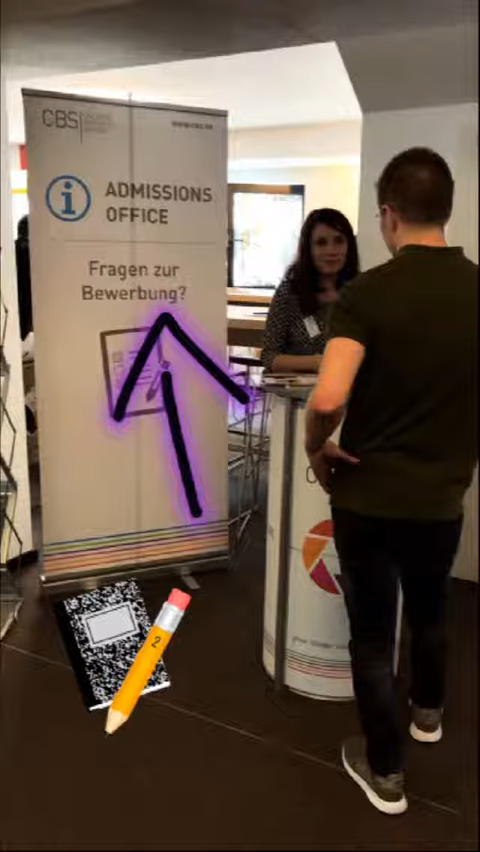 CBS
www.cbs.de
i ADMISSIONS
OFFICE
Fragen zur
Bewerbung?
2